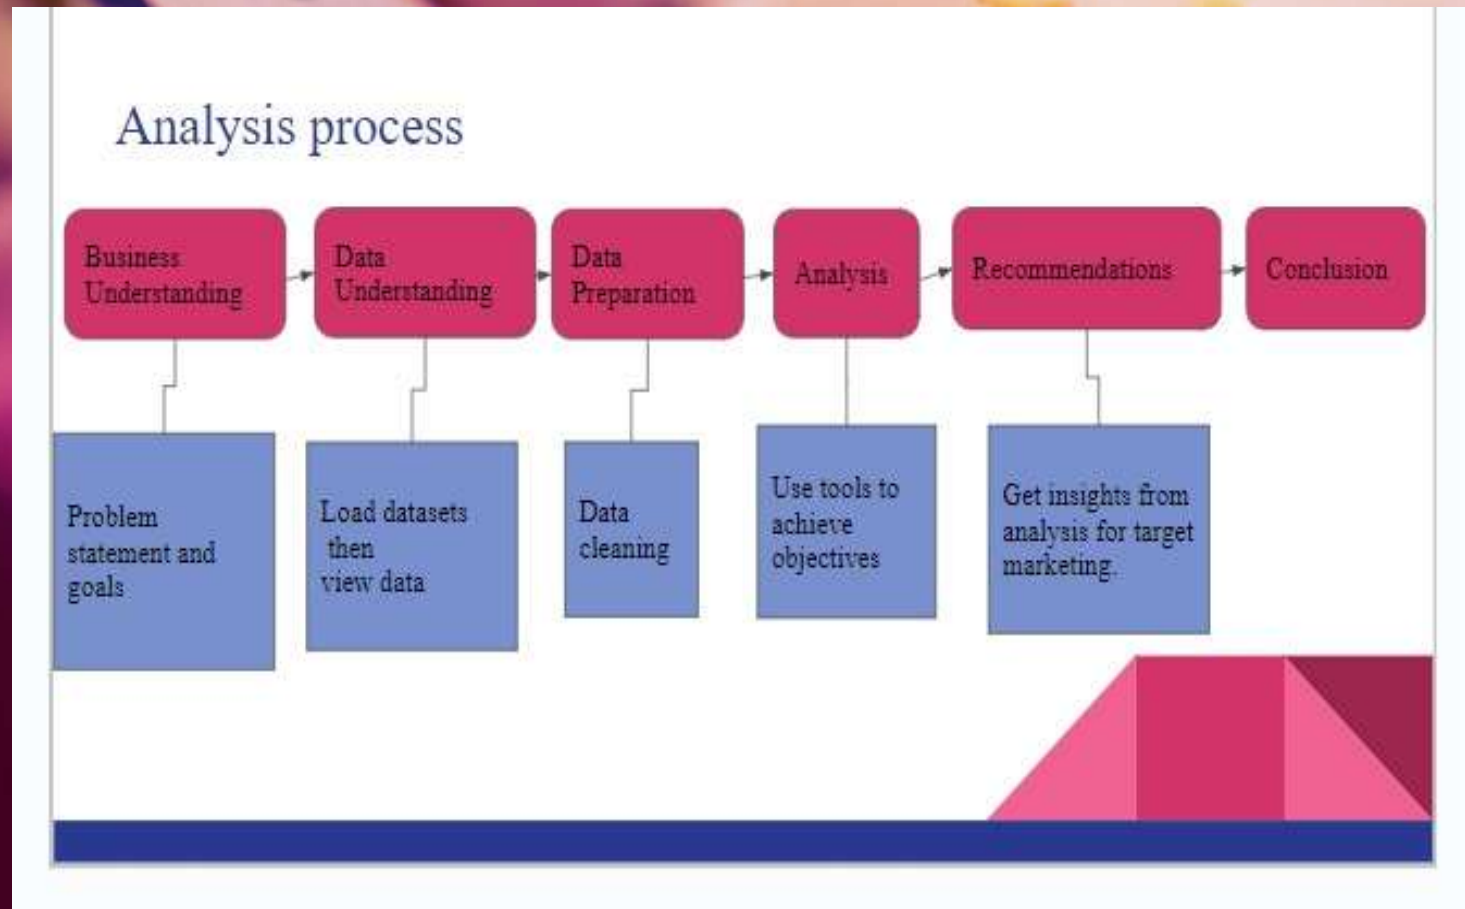 Analysis process
Business
Understanding
Data
Understanding
Data
Preparation
Analysis
Recommendations
Conclusion
Problem
statement and
goals
Load datasets
then
view data
Data
cleaning
Use tools to
achieve
objectives
Get insights from
analysis for target
marketing.